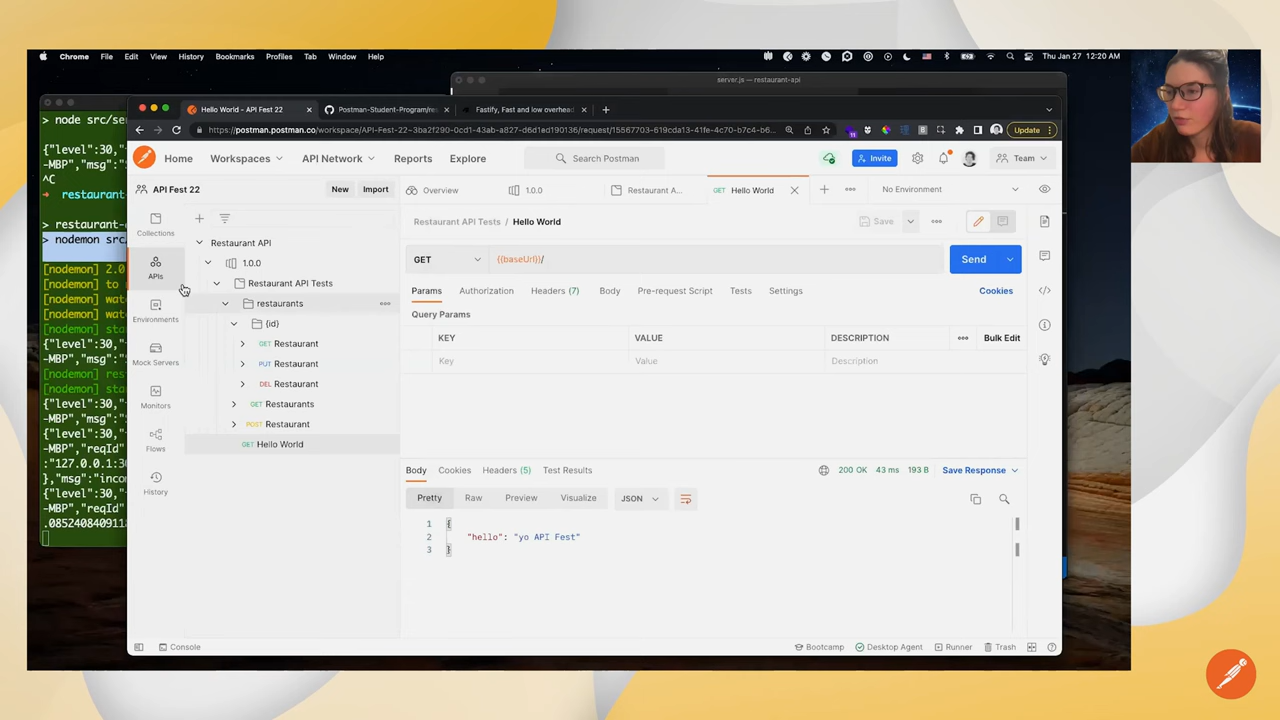 Chrome File Edit View History Bookmarks Profiles Tab Window Help Thu Jan 27 12:20 AM
server.js — restaurant-api
> node src/se
{"level":30,"
-MBP","msg":"
^C
➜ restaurant-
> restaurant-
> nodemon src
[nodemon] 2.0
[nodemon] to
[nodemon] wat
[nodemon] wat
[nodemon] sta
{"level":30,"
-MBP","msg":"
[nodemon] res
[nodemon] sta
{"level":30,"
-MBP","msg":"
{"level":30,"
-MBP","reqId"
:"127.0.0.1:3
},"msg":"inco
{"level":30,"
-MBP","reqId"
.085240840911
Hello World - API Fest 22 Postman-Student-Program/re Fastify, Fast and low overhea
https://postman.postman.co/workspace/API-Fest-22~3ba2f290-0cd1-43ab-a827-d6d1ed190136/request/15567703-619cda13-41fe-4c70-b7c4-b6... Update
Home Workspaces API Network Reports Explore Search Postman Invite Team
API Fest 22 New Import
Overview 1.0.0 Restaurant A... GET Hello World No Environment
Collections
APIs
Environments
Mock Servers
Monitors
Flows
History
Restaurant API
1.0.0
Restaurant API Tests
restaurants
{id}
GET Restaurant
PUT Restaurant
DEL Restaurant
GET Restaurants
POST Restaurant
GET Hello World
Restaurant API Tests / Hello World Save
GET {{baseUrl}}/ Send
Params Authorization Headers (7) Body Pre-request Script Tests Settings Cookies
Query Params
KEY VALUE DESCRIPTION Bulk Edit
Key Value Description
Body Cookies Headers (5) Test Results 200 OK 43 ms 193 B Save Response
Pretty Raw Preview Visualize JSON
1 {
2 "hello": "yo API Fest"
3 }
Console Bootcamp Desktop Agent Runner Trash